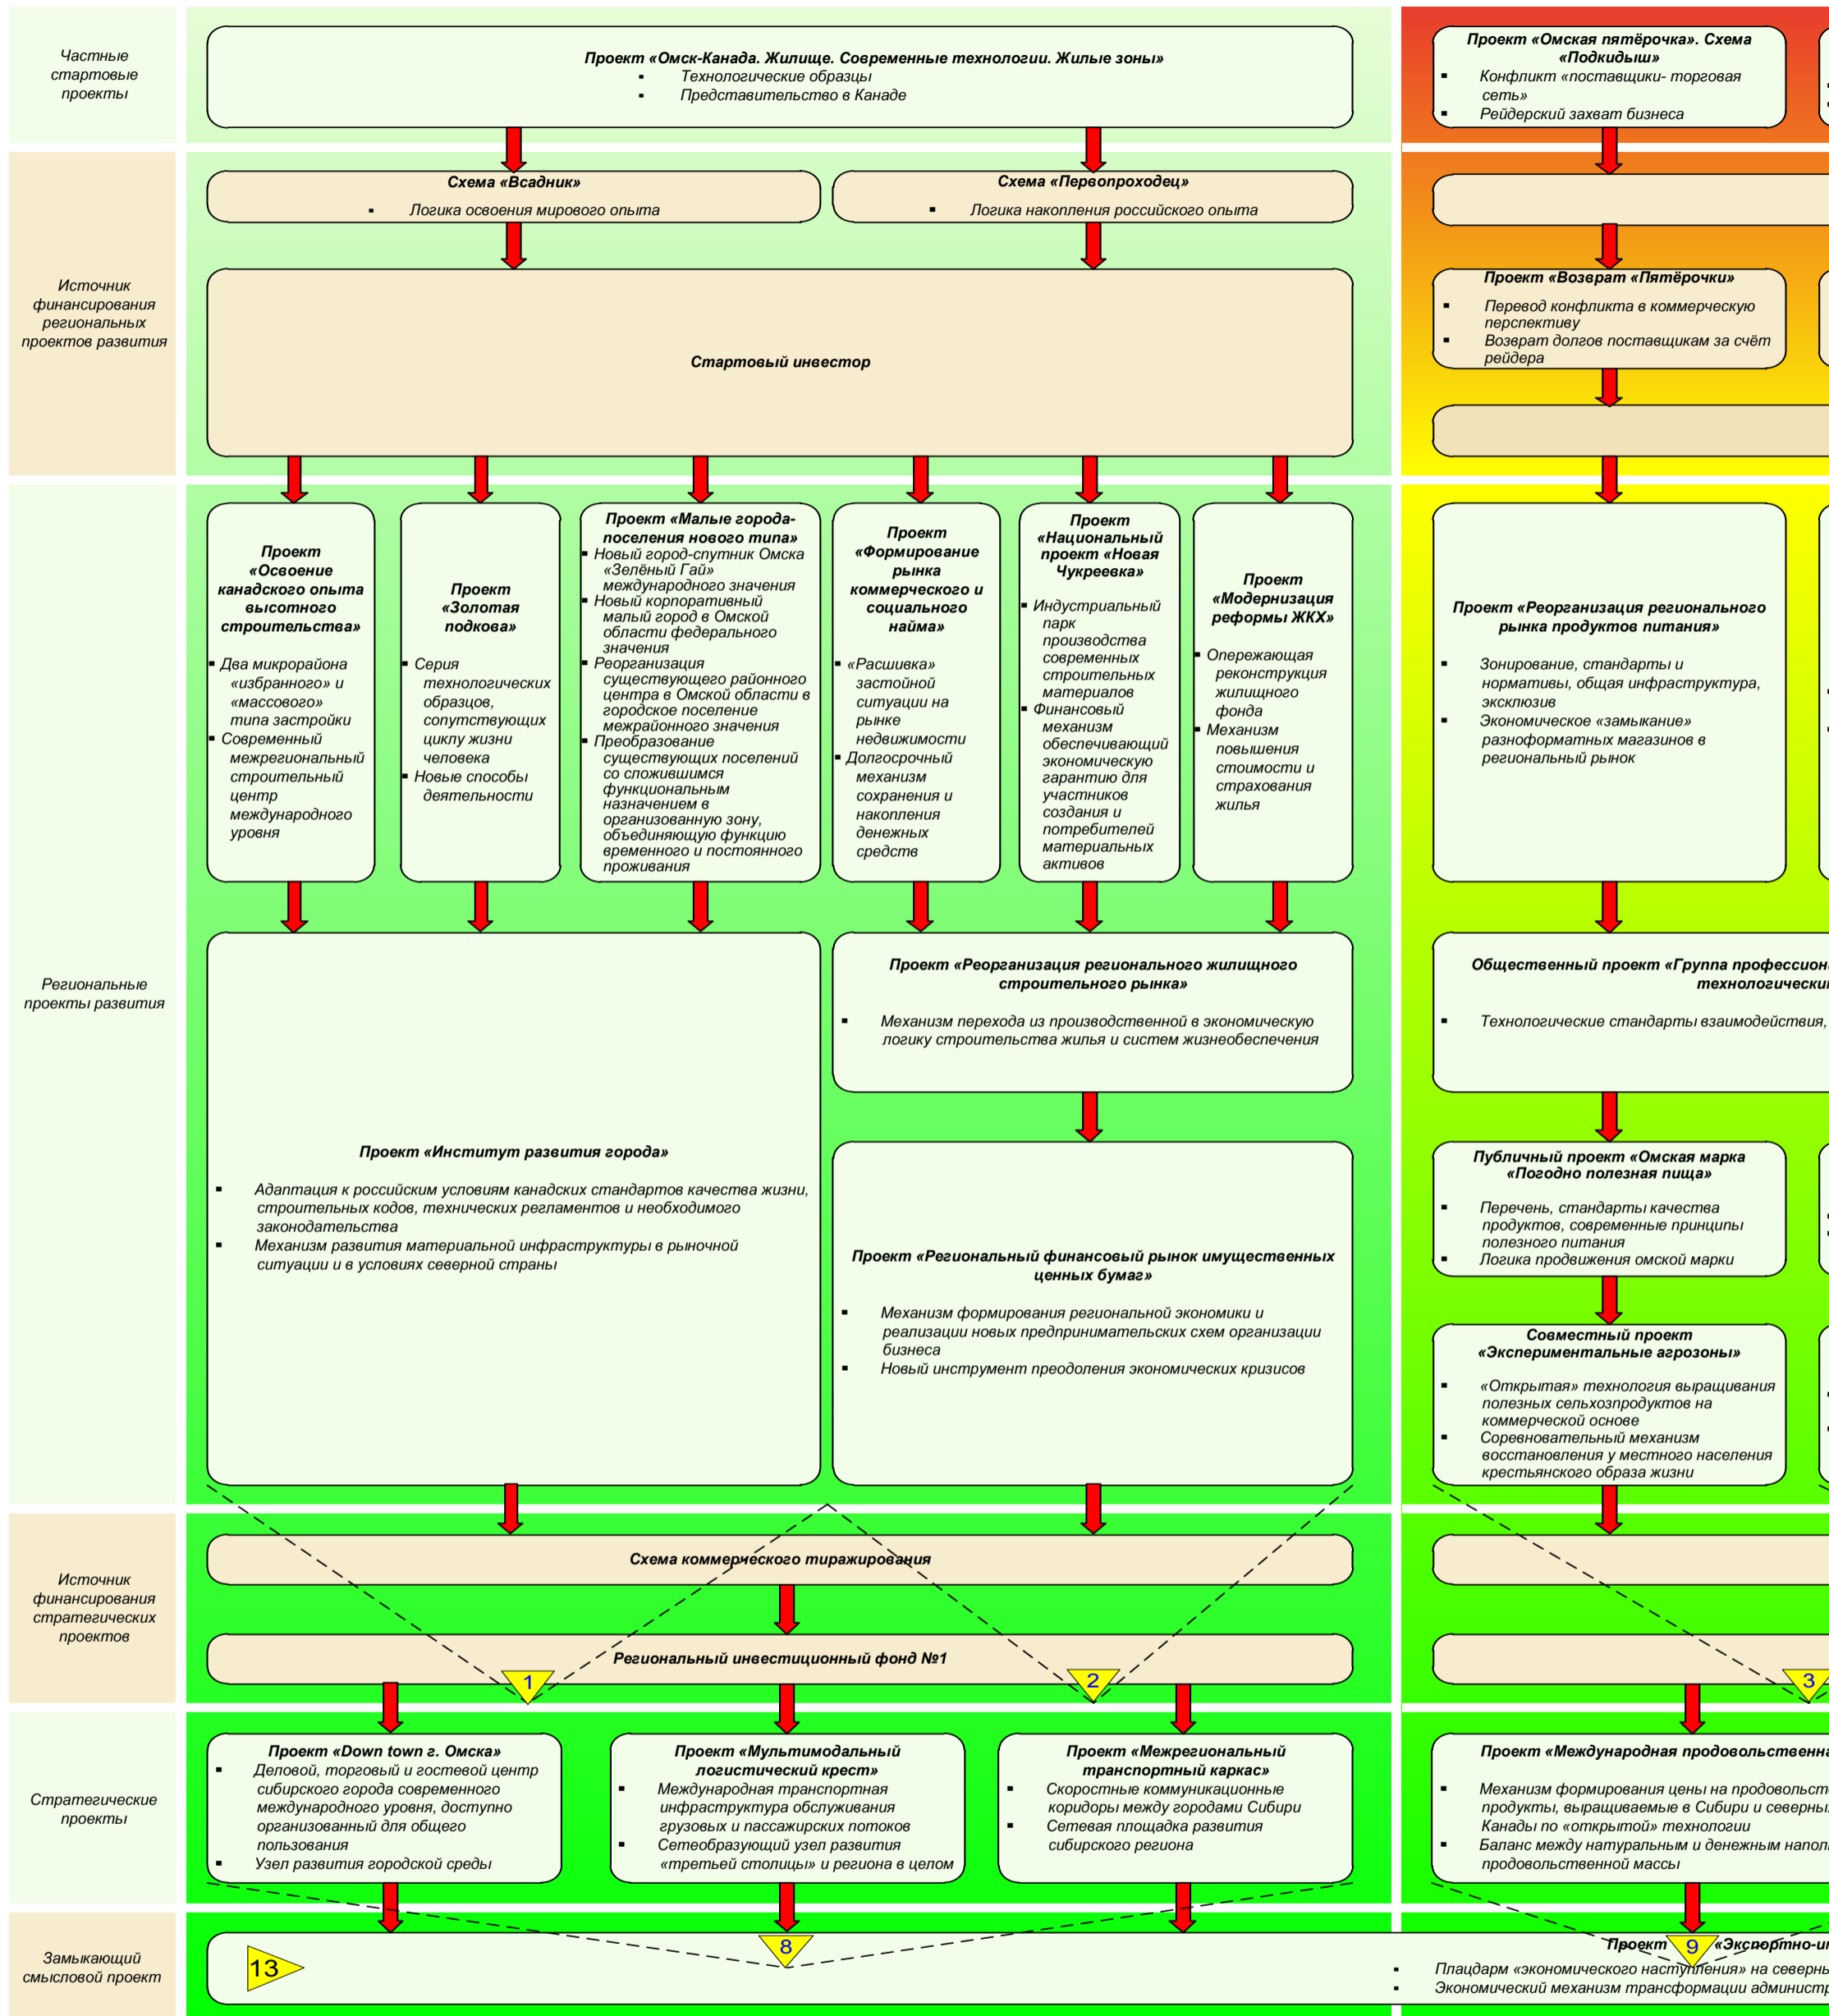 Частные
стартовые
проекты
Проект «Омск-Канада. Жилище. Современные технологии. Жилые зоны»
▪ Технологические образцы
▪ Представительство в Канаде
Проект «Омская пятёрочка». Схема
«Подкидыш»
▪ Конфликт «поставщики- торговая
сеть»
▪ Рейдерский захват бизнеса
Источник
финансирования
региональных
проектов развития
Схема «Всадник»
▪ Логика освоения мирового опыта
Схема «Первопроходец»
▪ Логика накопления российского опыта
Стартовый инвестор
Проект «Возврат «Пятёрочки»
▪ Перевод конфликта в коммерческую
перспективу
▪ Возврат долгов поставщикам за счёт
рейдера
Региональные
проекты развития
Проект
«Освоение
канадского опыта
высотного
строительства»
▪ Два микрорайона
«избранного» и
«массового»
типа застройки
▪ Современный
межрегиональный
строительный
центр
международного
уровня
Проект
«Золотая
подкова»
▪ Серия
технологических
образцов,
сопутствующих
циклу жизни
человека
▪ Новые способы
деятельности
Проект «Малые города-
поселения нового типа»
▪ Новый город-спутник Омска
«Зелёный Гай»
международного значения
▪ Новый корпоративный
малый город в Омской
области федерального
значения
▪ Реорганизация
существующего районного
центра в Омской области в
городское поселение
межрайонного значения
▪ Преобразование
существующих поселений
со сложившимся
функциональным
назначением в
организованную зону,
объединяющую функцию
временного и постоянного
проживания
Проект
«Формирование
рынка
коммерческого и
социального
найма»
▪ «Расшивка»
застойной
ситуации на
рынке
недвижимости
▪ Долгосрочный
механизм
сохранения и
накопления
денежных
средств
Проект
«Национальный
проект «Новая
Чукреевка»
▪ Индустриальный
парк
производства
современных
строительных
материалов
▪ Финансовый
механизм
обеспечивающий
экономическую
гарантию для
участников
создания и
потребителей
материальных
активов
Проект
«Модернизация
реформы ЖКХ»
▪ Опережающая
реконструкция
жилищного
фонда
▪ Механизм
повышения
стоимости и
страхования
жилья
Проект «Реорганизация регионального
рынка продуктов питания»
▪ Зонирование, стандарты и
нормативы, общая инфраструктура,
эксклюзив
▪ Экономическое «замыкание»
разноформатных магазинов в
региональный рынок
Проект «Институт развития города»
▪ Адаптация к российским условиям канадских стандартов качества жизни,
строительных кодов, технических регламентов и необходимого
законодательства
▪ Механизм развития материальной инфраструктуры в рыночной
ситуации и в условиях северной страны
Проект «Реорганизация регионального жилищного
строительного рынка»
▪ Механизм перехода из производственной в экономическую
логику строительства жилья и систем жизнеобеспечения
Проект «Региональный финансовый рынок имущественных
ценных бумаг»
▪ Механизм формирования региональной экономики и
реализации новых предпринимательских схем организации
бизнеса
▪ Новый инструмент преодоления экономических кризисов
Общественный проект «Группа
▪ Технологические стандарты взаимодействия,
Публичный проект «Омская марка
«Погодно полезная пища»
▪ Перечень, стандарты качества
продуктов, современные принципы
полезного питания
▪ Логика продвижения омской марки
Совместный проект
«Экспериментальные агрозоны»
▪ «Открытая» технология выращивания
полезных сельхозпродуктов на
коммерческой основе
▪ Соревновательный механизм
восстановления у местного населения
крестьянского образа жизни
Источник
финансирования
стратегических
проектов
Схема коммерческого тиражирования
Региональный инвестиционный фонд №1
1
2
3
Стратегические
проекты
Проект «Down town г. Омска»
▪ Деловой, торговый и гостевой центр
сибирского города современного
международного уровня, доступно
организованный для общего
пользования
▪ Узел развития городской среды
Проект «Мультимодальный
логистический крест»
▪ Международная транспортная
инфраструктура обслуживания
грузовых и пассажирских потоков
▪ Сетеобразующий узел развития
«третьей столицы» и региона в целом
Проект «Межрегиональный
транспортный каркас»
▪ Скоростные коммуникационные
коридоры между городами Сибири
▪ Сетевая площадка развития
сибирского региона
Проект «Международная
▪ Механизм формирования цены на
продукты, выращиваемые в Сибири и
Канады по «открытой» технологии
▪ Баланс между натуральным и денежным
продовольственной массы
Замыкающий
смысловой проект
13
8
9
Проект
▪ Плацдарм «экономического наступления» на
▪ Экономический механизм трансформации